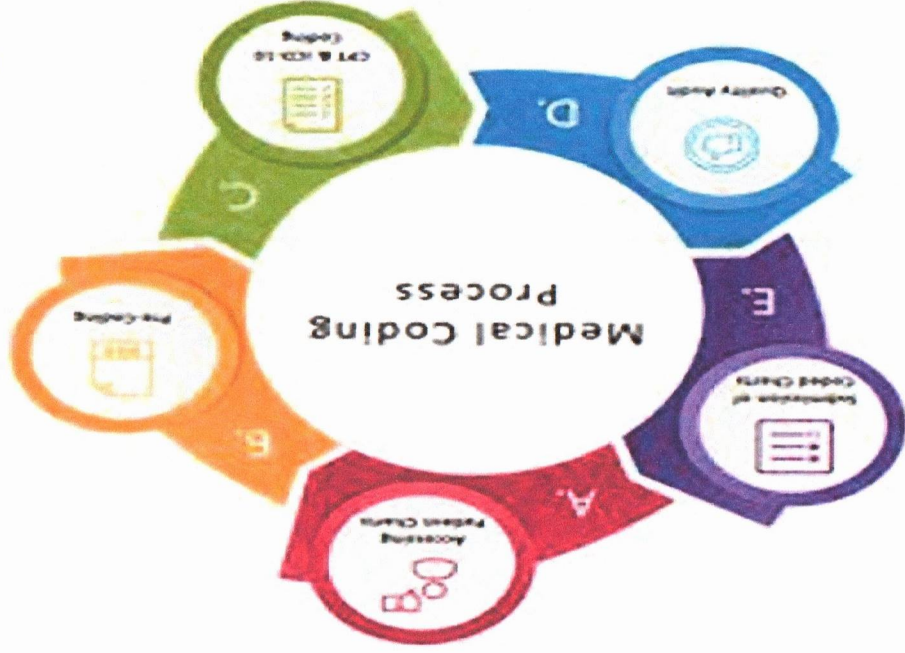 Medical Coding
Process
A.
Accessing
Patient Charts
B.
Pre-Coding
C.
CPT & ICD-10
Coding
D.
Quality Audit
E.
Submission of
Coded Charts